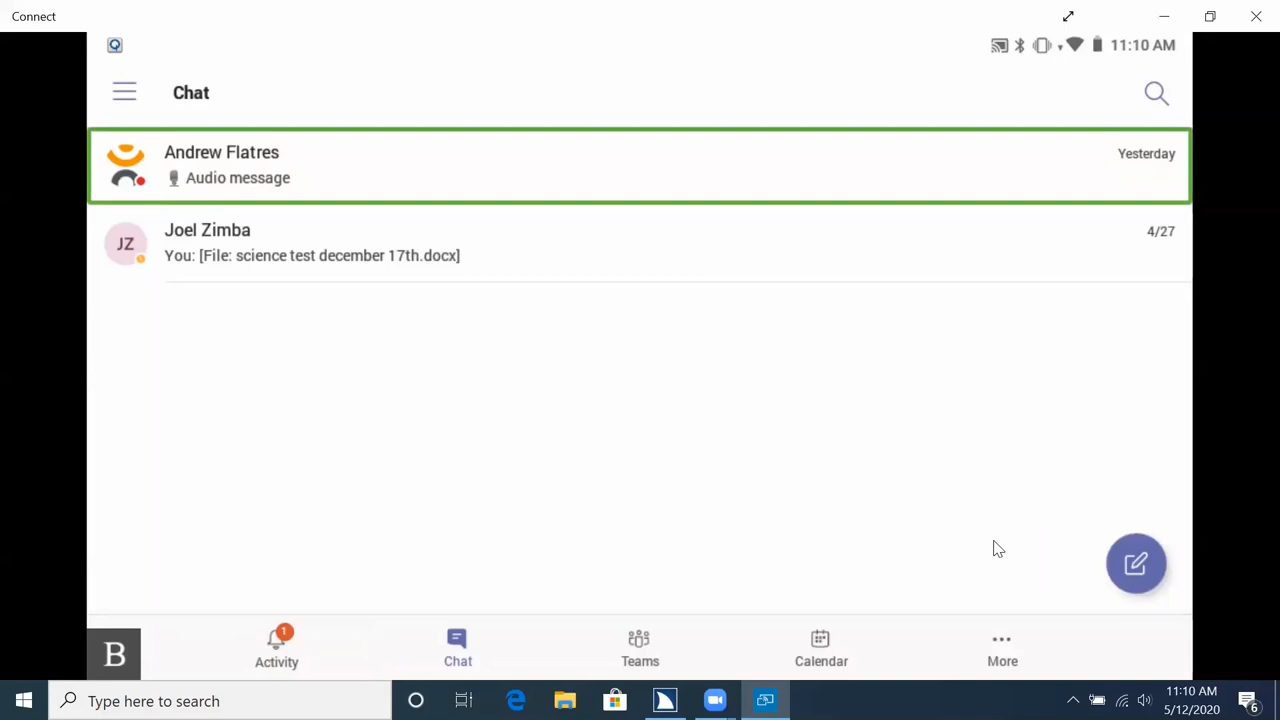 Connect
11:10 AM
Chat
Andrew Flatres
Yesterday
Audio message
JZ
Joel Zimba
4/27
You: [File: science test december 17th.docx]
1
Activity
Chat
Teams
Calendar
More
B
Type here to search
11:10 AM
5/12/2020
6